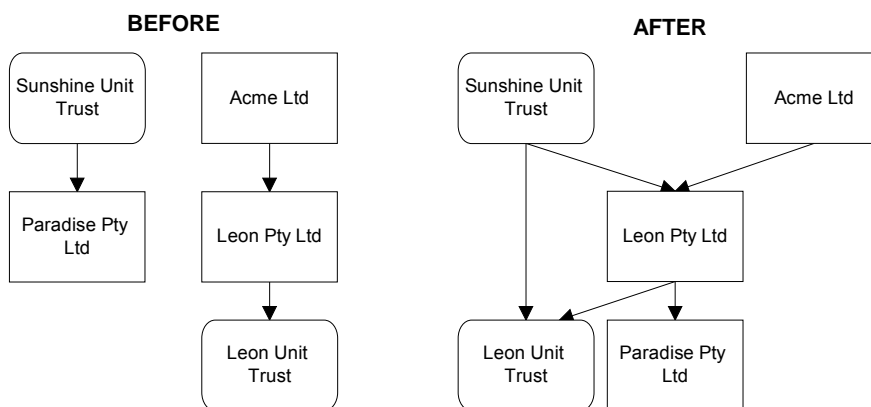 BEFORE
Sunshine Unit
Trust
Acme Ltd
Paradise Pty
Ltd
Leon Pty Ltd
Leon Unit
Trust
AFTER
Sunshine Unit
Trust
Acme Ltd
Leon Pty Ltd
Leon Unit
Trust
Paradise Pty
Ltd